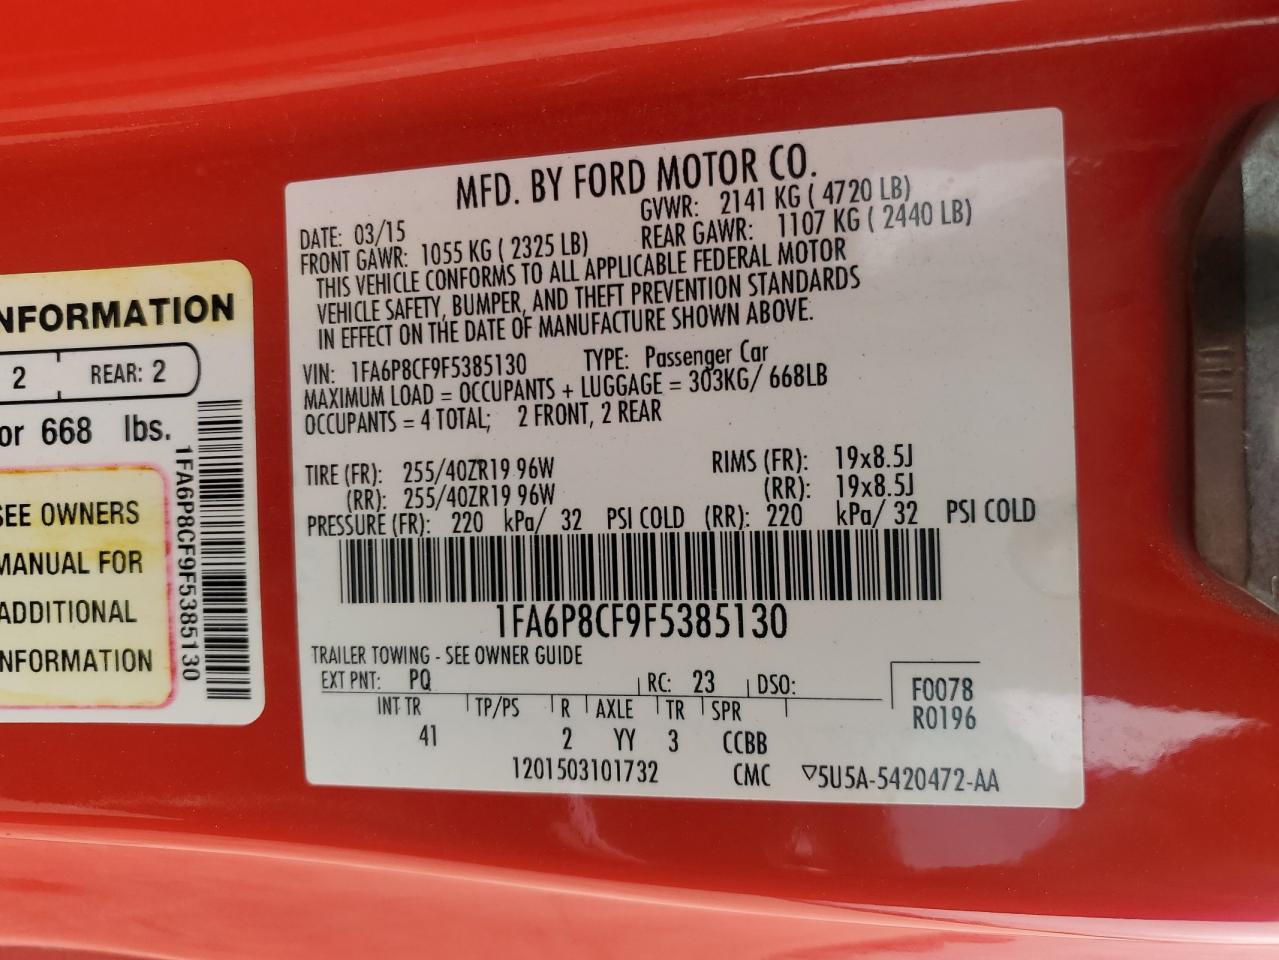 MFD. BY FORD MOTOR CO.
DATE: 03/15 GVWR: 2141 KG ( 4720 LB)
FRONT GAWR: 1055 KG ( 2325 LB) REAR GAWR: 1107 KG ( 2440 LB)
THIS VEHICLE CONFORMS TO ALL APPLICABLE FEDERAL MOTOR
VEHICLE SAFETY, BUMPER, AND THEFT PREVENTION STANDARDS
IN EFFECT ON THE DATE OF MANUFACTURE SHOWN ABOVE.
VIN: 1FA6P8CF9F5385130 TYPE: Passenger Car
MAXIMUM LOAD = OCCUPANTS + LUGGAGE = 303KG/ 668LB
OCCUPANTS = 4 TOTAL; 2 FRONT, 2 REAR
TIRE (FR): 255/40ZR19 96W RIMS (FR): 19x8.5J
(RR): 255/40ZR19 96W (RR): 19x8.5J
PRESSURE (FR): 220 kPa/ 32 PSI COLD (RR): 220 kPa/ 32 PSI COLD
1FA6P8CF9F5385130
TRAILER TOWING - SEE OWNER GUIDE
EXT PNT: PQ RC: 23 DSO: F0078
INT TR TP/PS R AXLE TR SPR R0196
41 2 YY 3 CCBB
1201503101732 CMC ▽5U5A-5420472-AA
NFORMATION
2 REAR: 2
or 668 lbs.
SEE OWNERS
MANUAL FOR
ADDITIONAL
INFORMATION
1FA6P8CF9F5385130